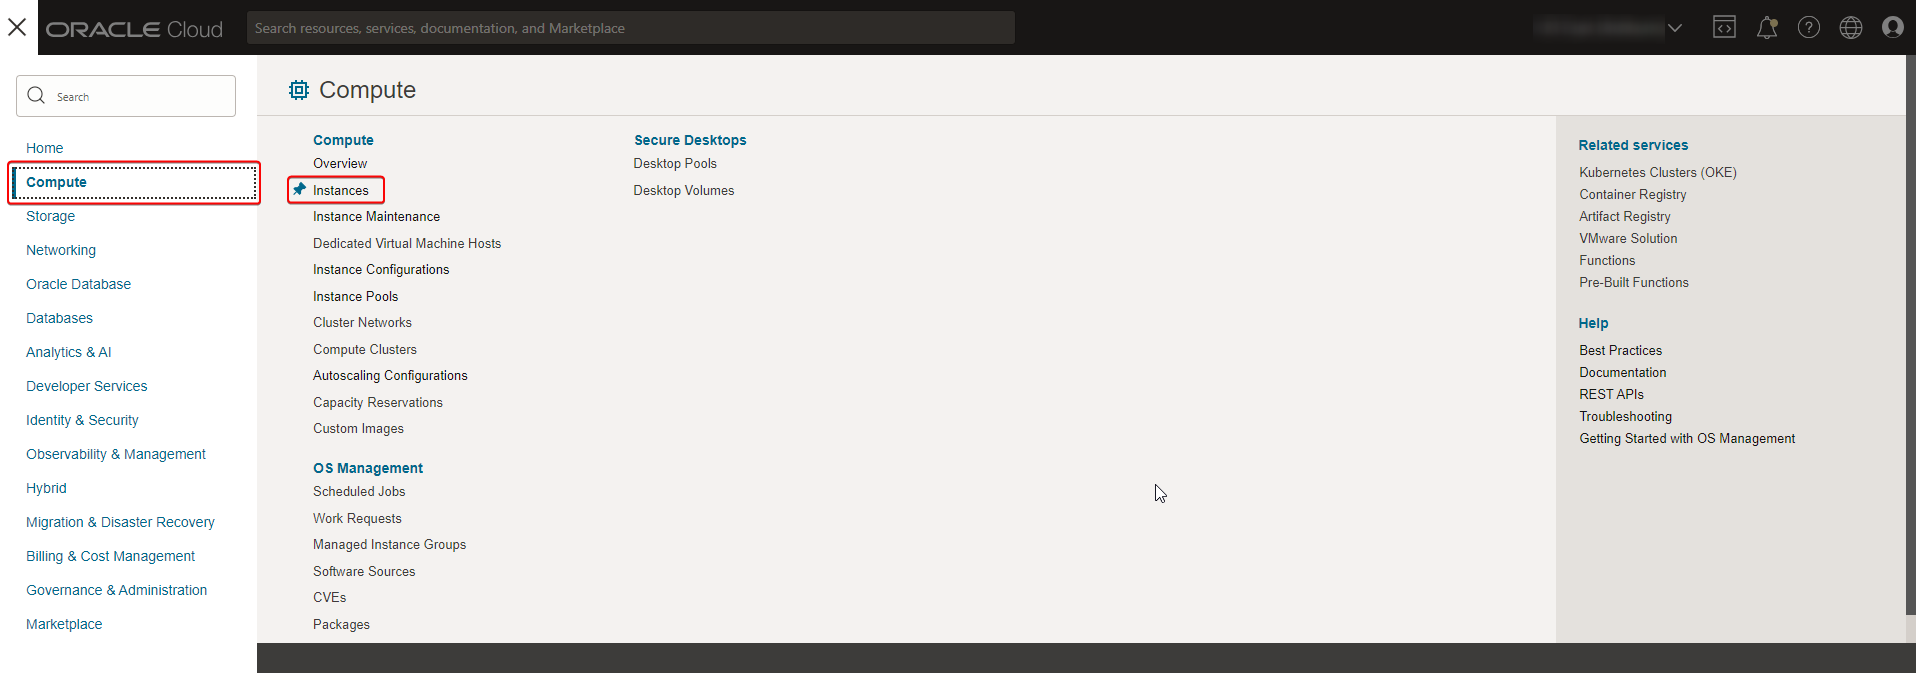 ORACLE Cloud
Search resources, services, documentation, and Marketplace
Search
Home
Compute
Storage
Networking
Oracle Database
Databases
Analytics & AI
Developer Services
Identity & Security
Observability & Management
Hybrid
Migration & Disaster Recovery
Billing & Cost Management
Governance & Administration
Marketplace
Compute
Compute
Overview
Instances
Instance Maintenance
Dedicated Virtual Machine Hosts
Instance Configurations
Instance Pools
Cluster Networks
Compute Clusters
Autoscaling Configurations
Capacity Reservations
Custom Images
OS Management
Scheduled Jobs
Work Requests
Managed Instance Groups
Software Sources
CVEs
Packages
Secure Desktops
Desktop Pools
Desktop Volumes
Related services
Kubernetes Clusters (OKE)
Container Registry
Artifact Registry
VMware Solution
Functions
Pre-Built Functions
Help
Best Practices
Documentation
REST APIs
Troubleshooting
Getting Started with OS Management